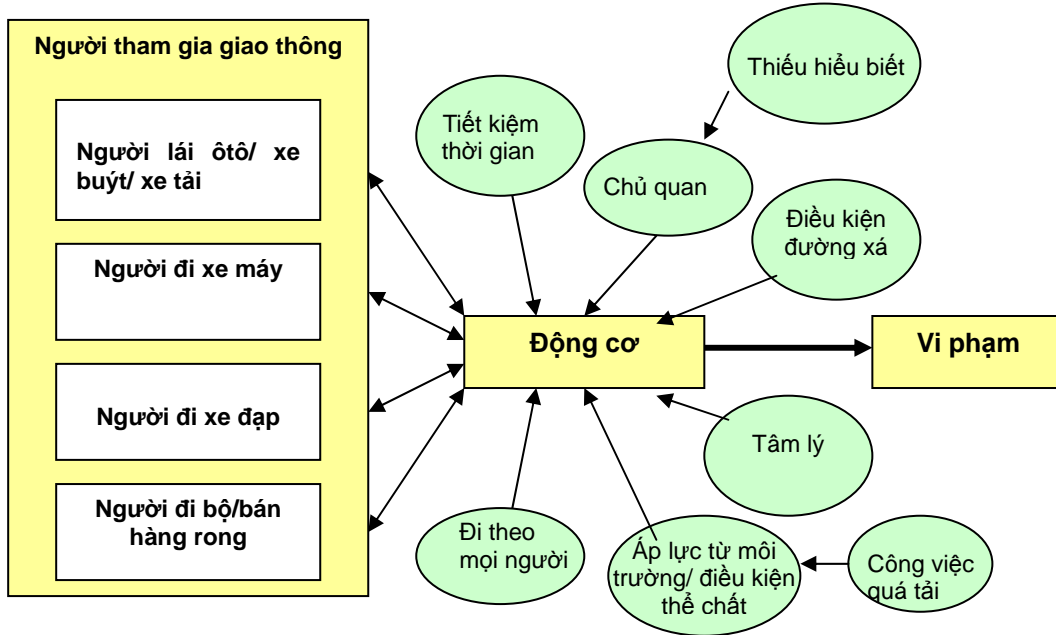 Người tham gia giao thông
Người lái ôtô/ xe
buýt/ xe tải
Người đi xe máy
Người đi xe đạp
Người đi bộ/bán
hàng rong
Tiết kiệm
thời gian
Thiếu hiểu biết
Chủ quan
Điều kiện
đường xá
Động cơ
Vi phạm
Tâm lý
Đi theo
mọi người
Áp lực từ môi
trường/ điều kiện
thể chất
Công việc
quá tải